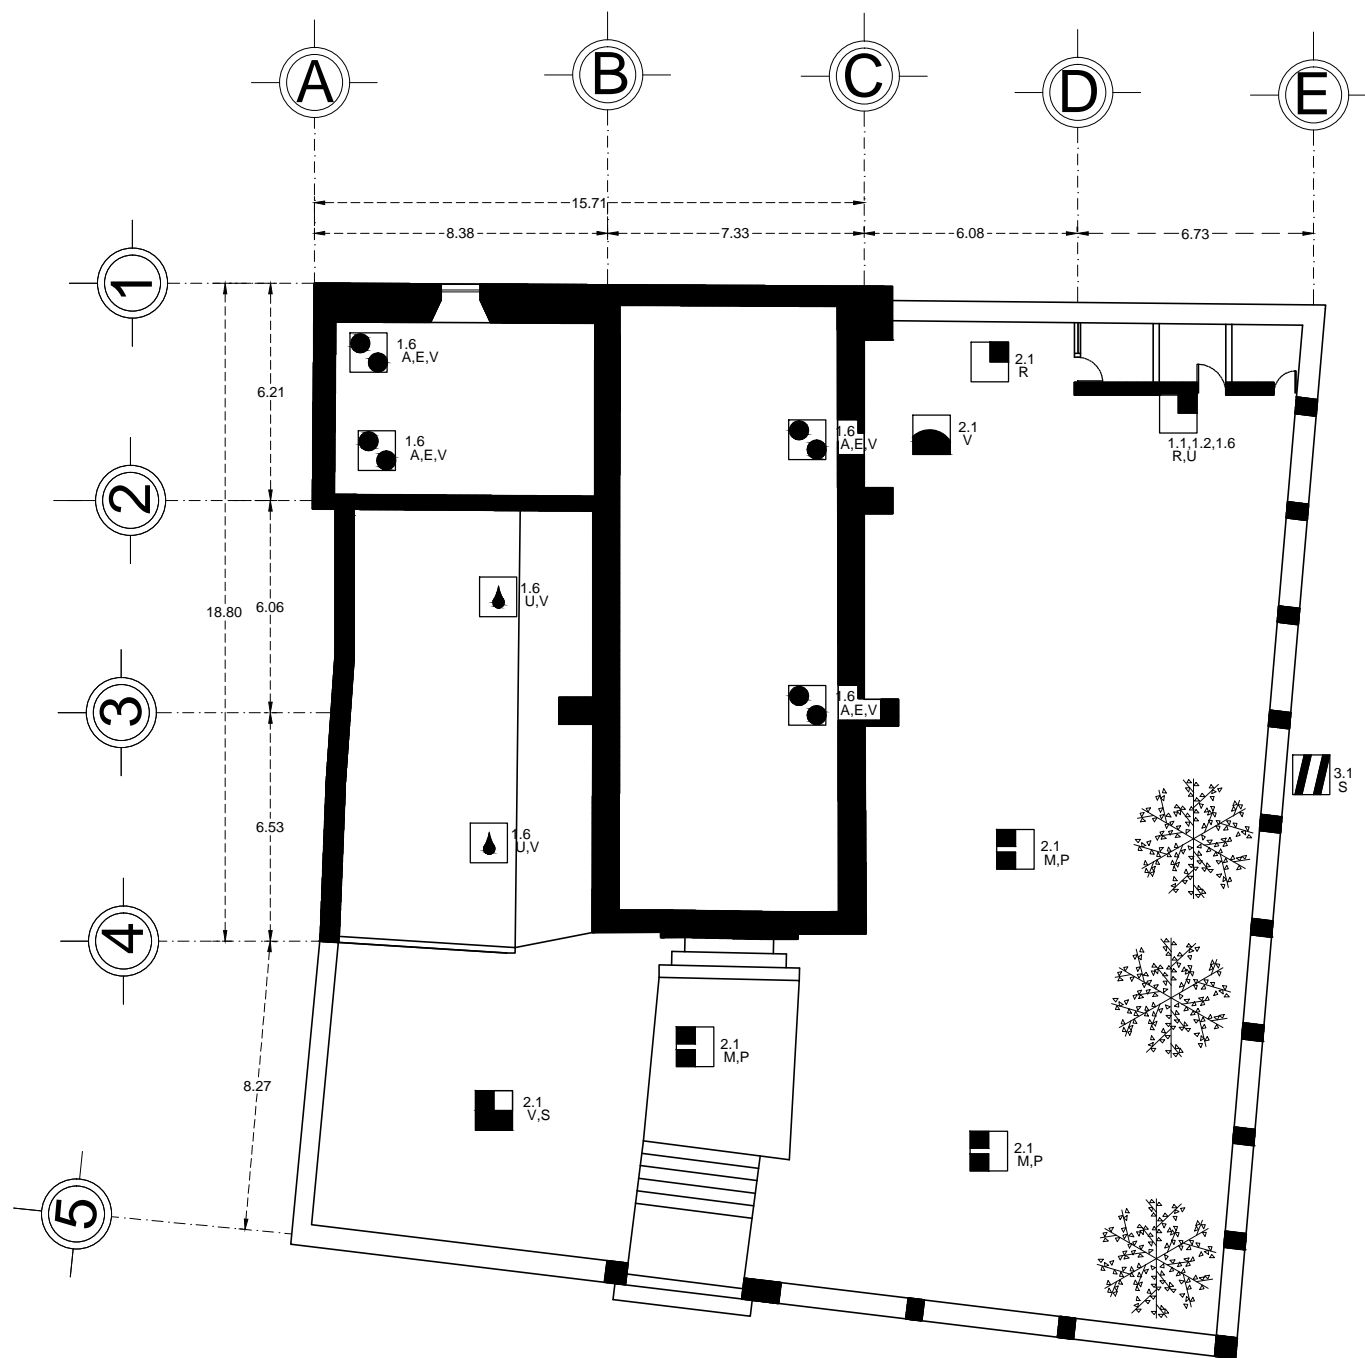 A
B
C
D
E
15.71
8.38
7.33
6.08
6.73
1
2
3
4
5
6.21
18.80
6.06
6.53
8.27
1.6
A,E,V
1.6
A,E,V
1.6
A,E,V
2.1
R
2.1
V
1.1,1.2,1.6
R,U
1.6
U,V
1.6
A,E,V
3.1
S
1.6
U,V
2.1
M,P
2.1
M,P
2.1
V,S
2.1
M,P